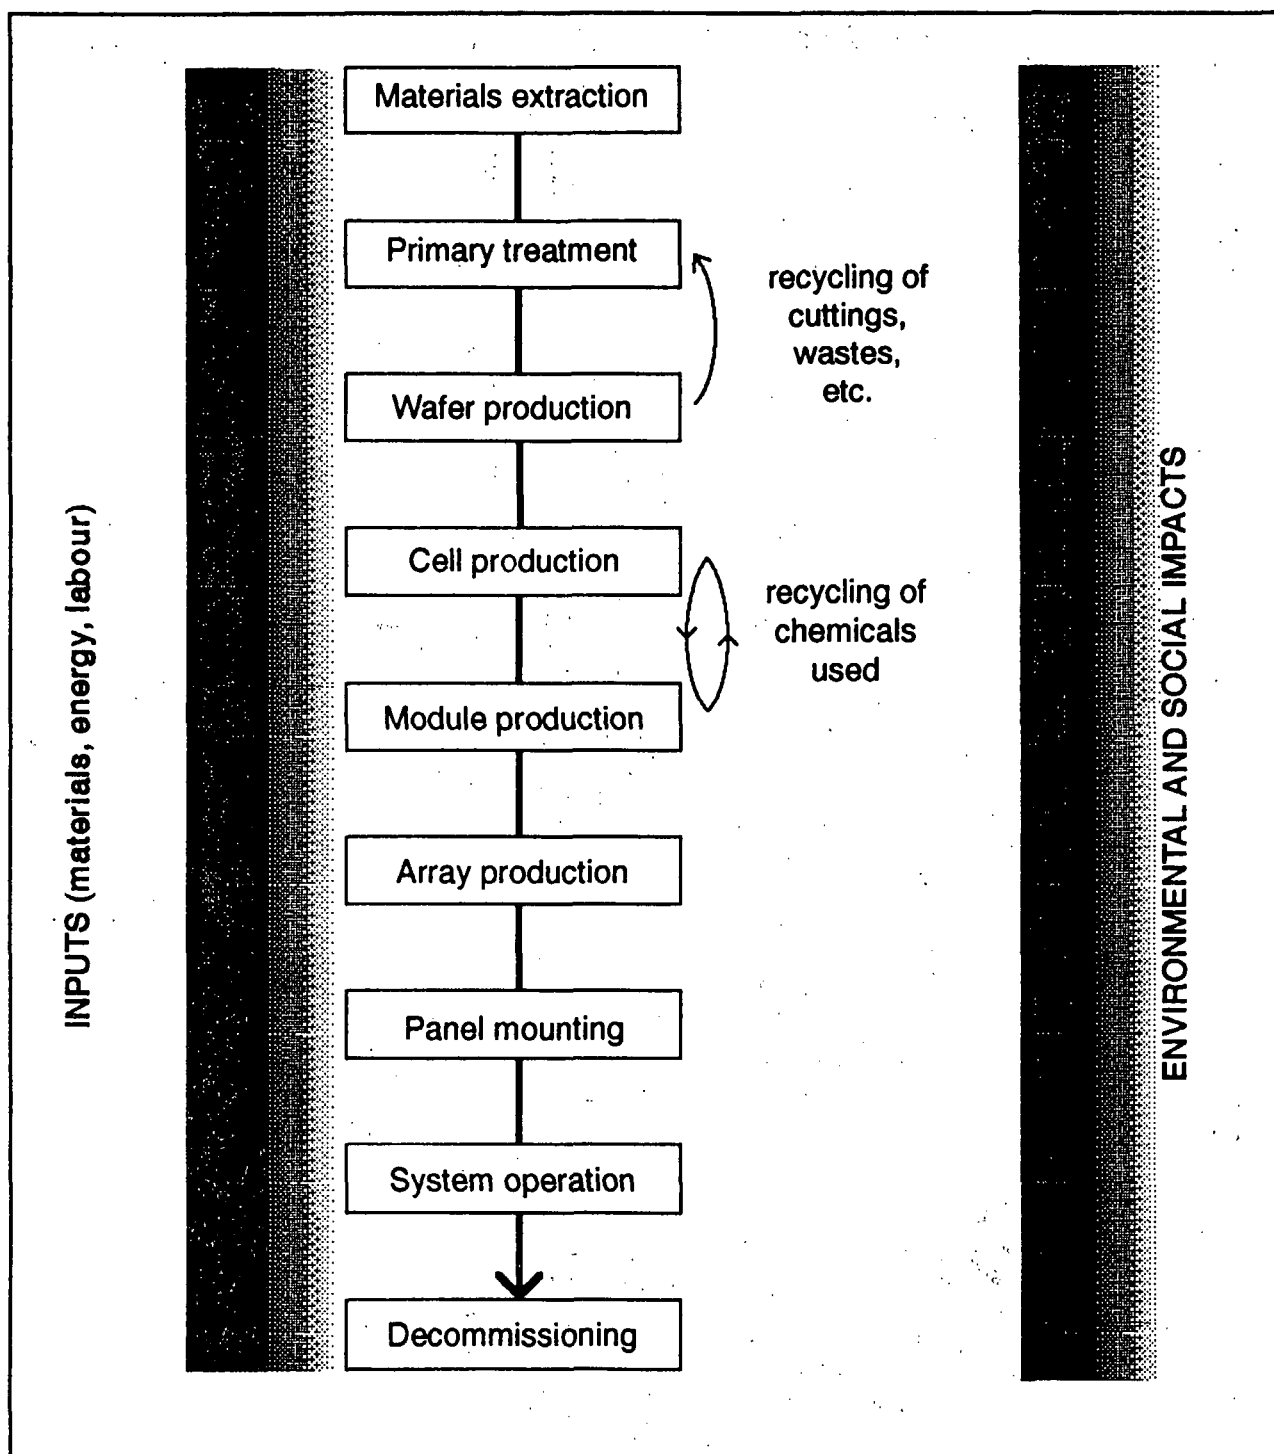 Materials extraction
Primary treatment
recycling of
cuttings,
wastes,
etc.
Wafer production
Cell production
recycling of
chemicals
used
Module production
Array production
Panel mounting
System operation
Decommissioning
INPUTS (materials, energy, labour)
ENVIRONMENTAL AND SOCIAL IMPACTS